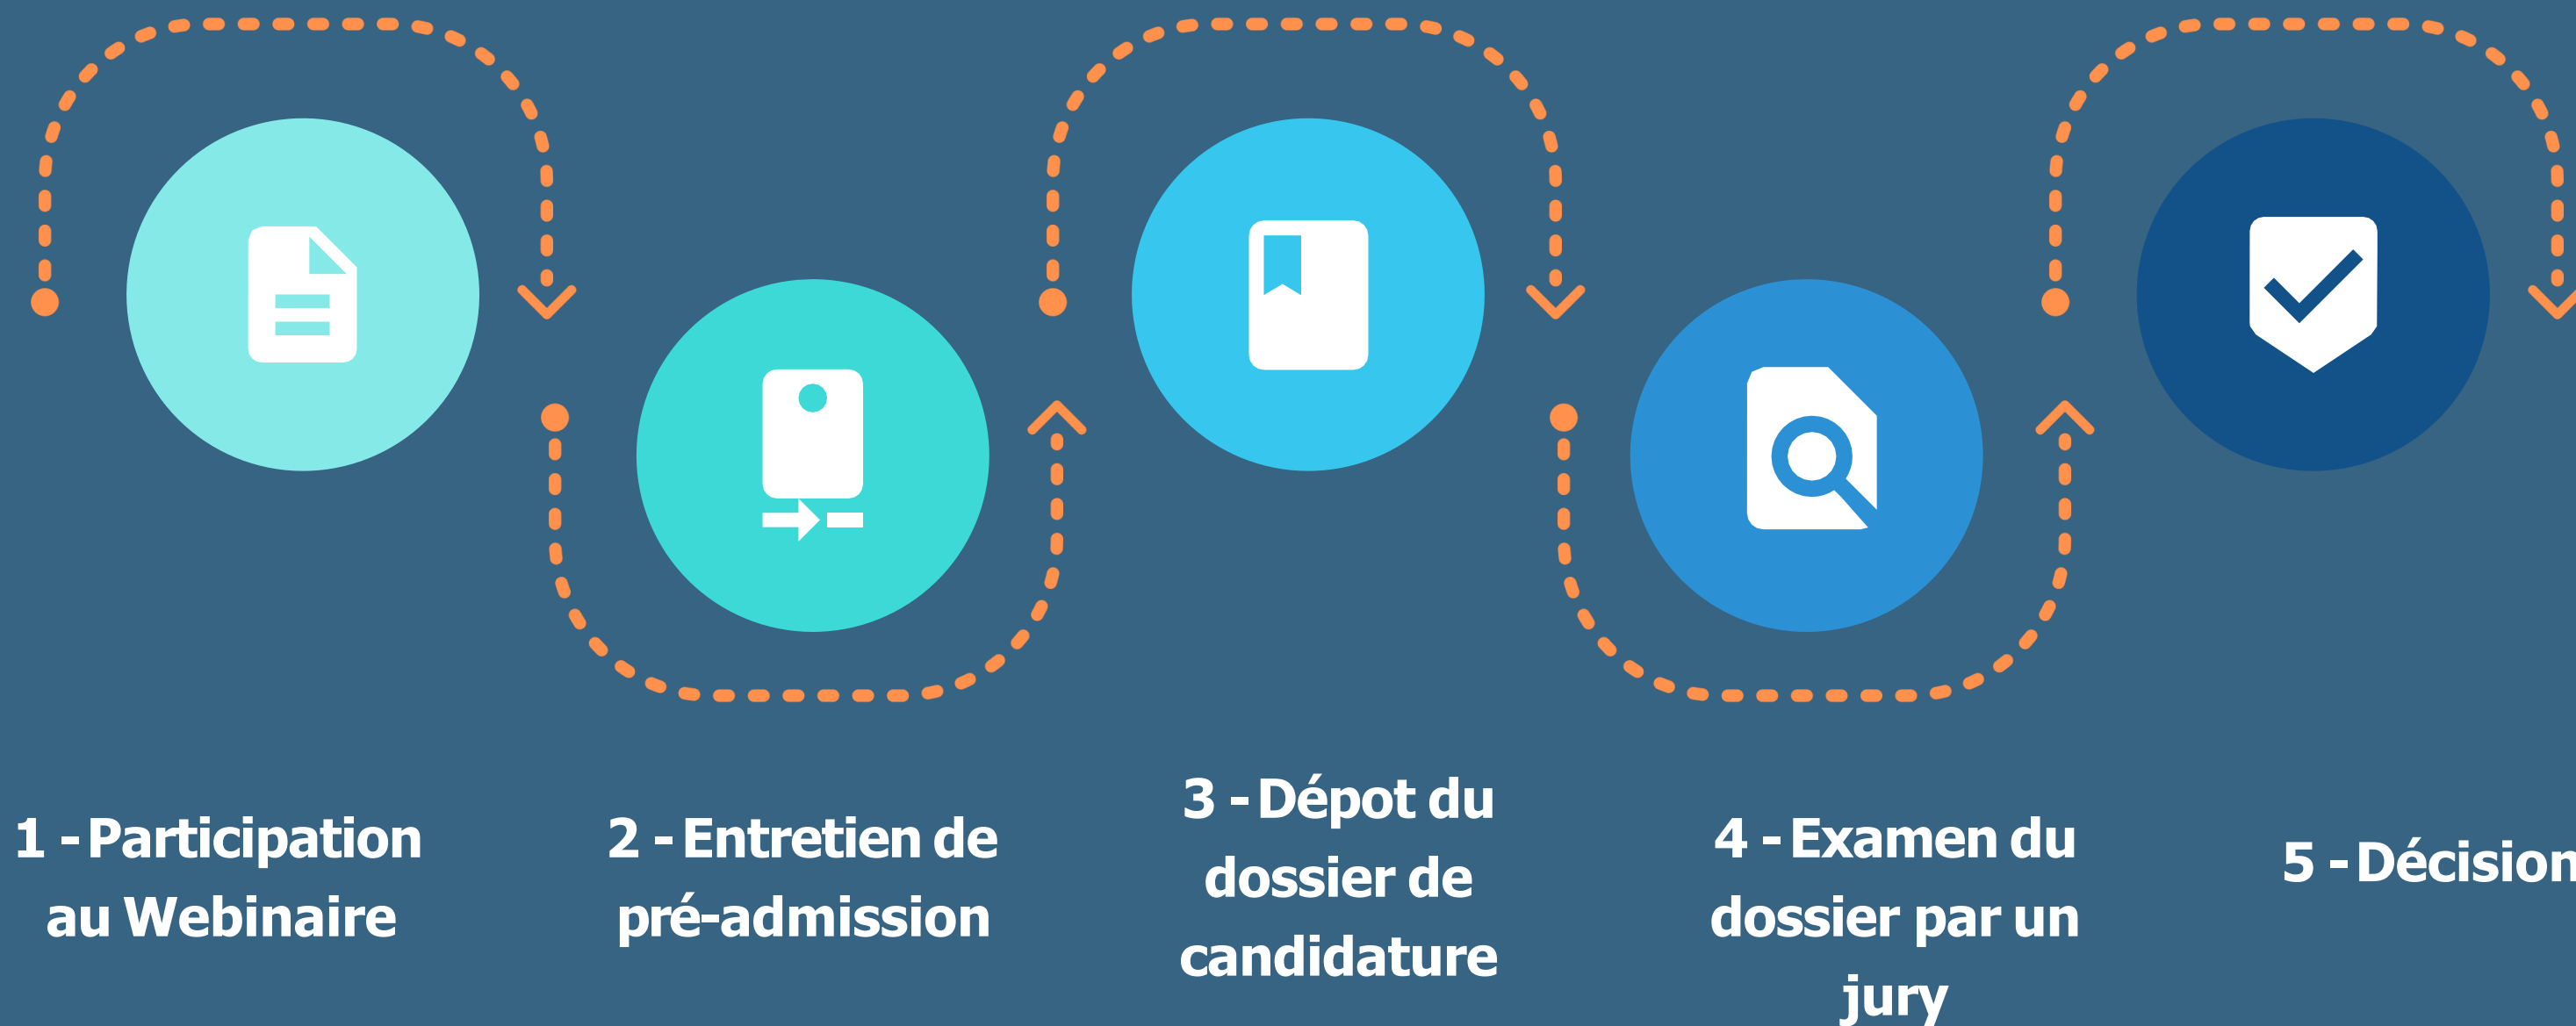 1 - Participation
au Webinaire
2 - Entretien de
pré-admission
3 - Dépot du
dossier de
candidature
4 - Examen du
dossier par un
jury
5 - Décision